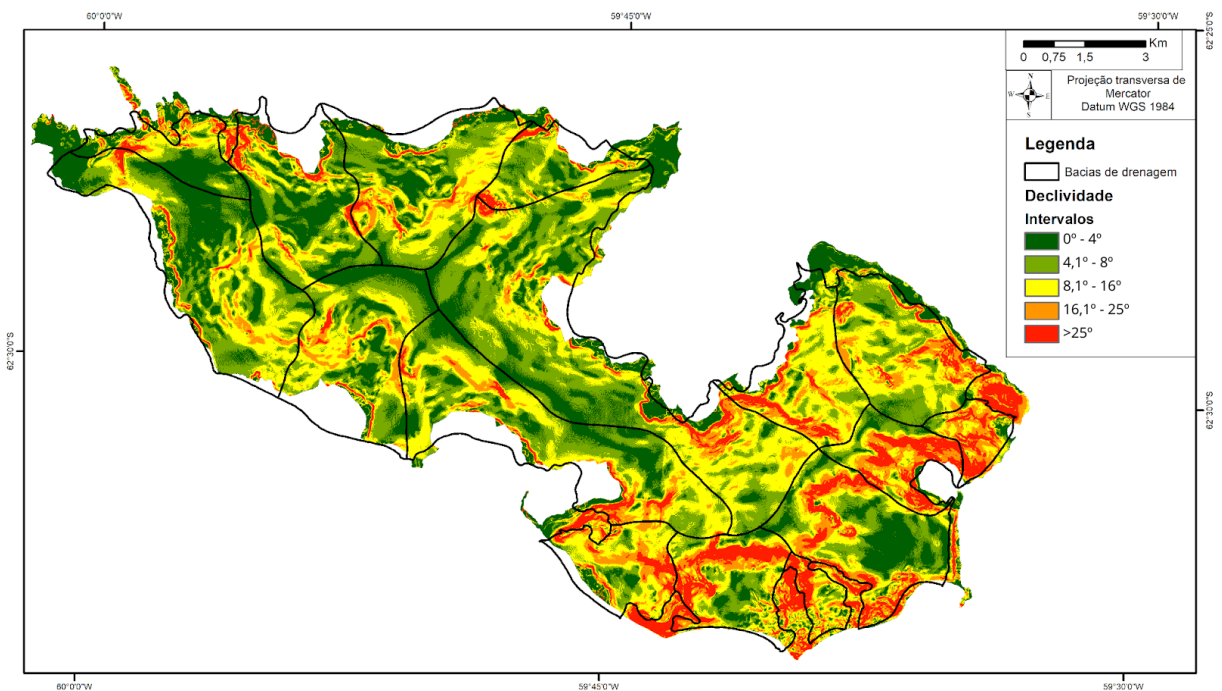 60°0'0"W 59°45'0"W 59°30'0"W
62°25'0"S
Km
0 0,75 1,5 3
N
W E
S
Projeção transversa de
Mercator
Datum WGS 1984
Legenda
Bacias de drenagem
Declividade
Intervalos
0º - 4º
4,1º - 8º
8,1º - 16º
16,1º - 25º
>25º
62°30'0"S
62°30'0"S
60°0'0"W 59°45'0"W 59°30'0"W